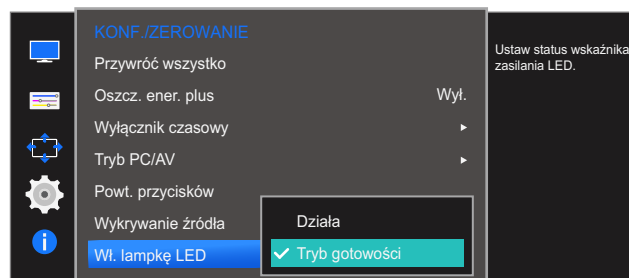 KONF./ZEROWANIE
Przywróć wszystko
Oszcz. ener. plus Wył.
Wyłącznik czasowy
Tryb PC/AV
Powt. przycisków
Wykrywanie źródła
Wł. lampkę LED
Działa
Tryb gotowości
Ustaw status wskaźnika
zasilania LED.